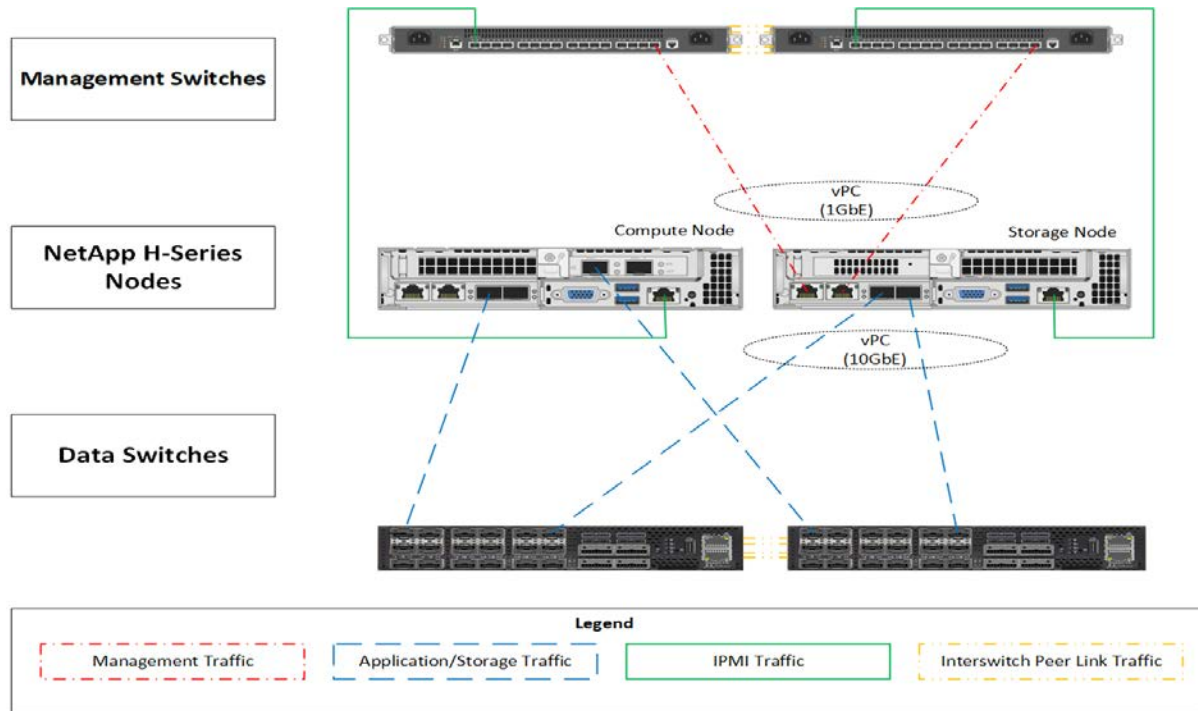 Management Switches
vPC
(1GbE)
Compute Node
Storage Node
NetApp H-Series
Nodes
vPC
(10GbE)
Data Switches
Legend
Management Traffic
Application/Storage Traffic
IPMI Traffic
Interswitch Peer Link Traffic